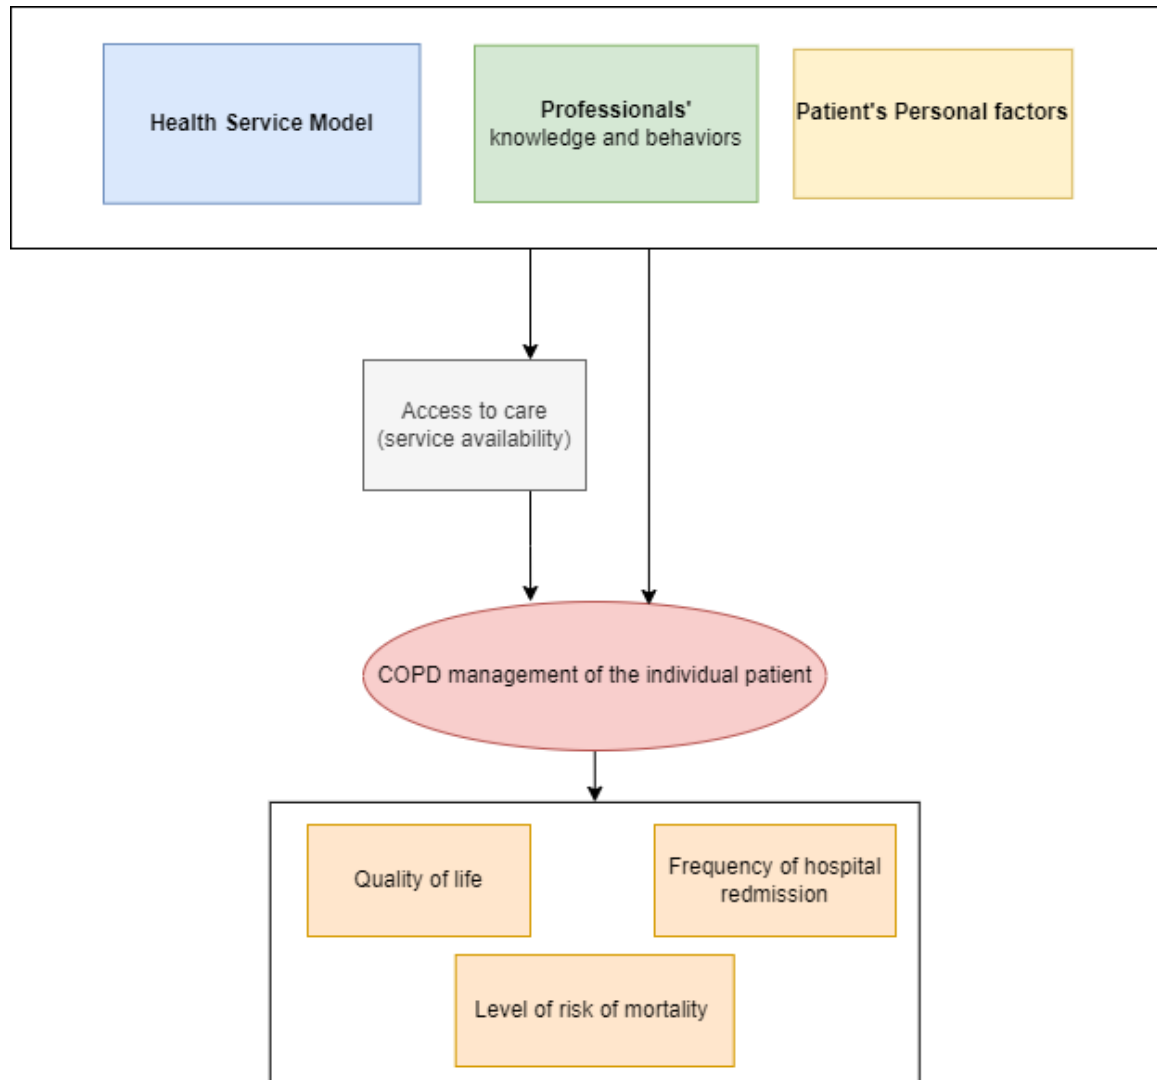 Health Service Model
Professionals'
knowledge and behaviors
Patient's Personal factors
Access to care
(service availability)
COPD management of the individual patient
Quality of life
Frequency of hospital
redmission
Level of risk of mortality